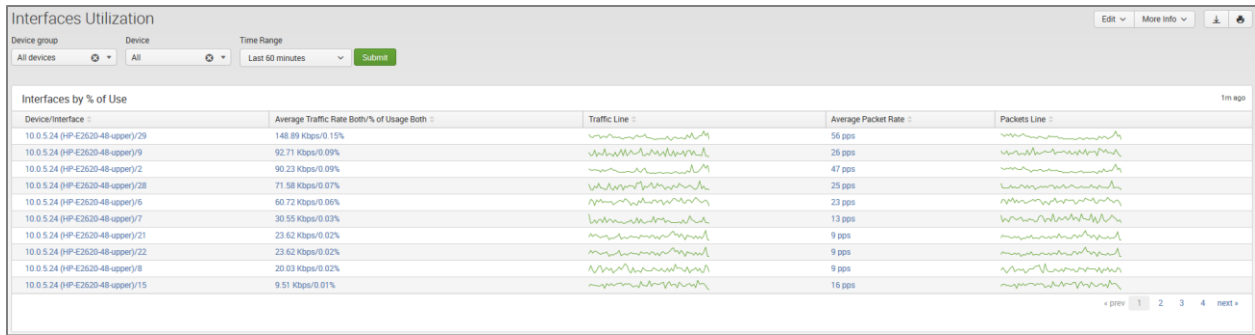 Interfaces Utilization
Edit More Info
Device group Device Time Range
All devices All Last 60 minutes Submit
Interfaces by % of Use 1m ago
Device/Interface Average Traffic Rate Both/% of Usage Both Traffic Line Average Packet Rate Packets Line
10.0.5.24 (HP-E2620-48-upper)/29 148.89 Kbps/0.15% 56 pps
10.0.5.24 (HP-E2620-48-upper)/9 92.71 Kbps/0.09% 26 pps
10.0.5.24 (HP-E2620-48-upper)/2 90.23 Kbps/0.09% 47 pps
10.0.5.24 (HP-E2620-48-upper)/28 71.58 Kbps/0.07% 25 pps
10.0.5.24 (HP-E2620-48-upper)/6 60.72 Kbps/0.06% 23 pps
10.0.5.24 (HP-E2620-48-upper)/7 30.55 Kbps/0.03% 13 pps
10.0.5.24 (HP-E2620-48-upper)/21 23.62 Kbps/0.02% 9 pps
10.0.5.24 (HP-E2620-48-upper)/22 23.62 Kbps/0.02% 9 pps
10.0.5.24 (HP-E2620-48-upper)/8 20.03 Kbps/0.02% 9 pps
10.0.5.24 (HP-E2620-48-upper)/15 9.51 Kbps/0.01% 16 pps
« prev 1 2 3 4 next »